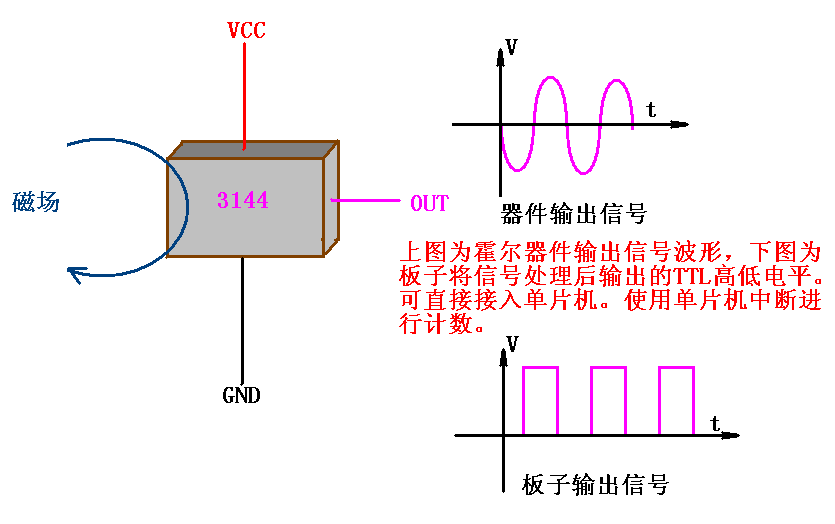 VCC
磁场
3144
OUT
GND
V
t
器件输出信号
上图为霍尔器件输出信号波形，下图为
板子将信号处理后输出的TTL高低电平。
可直接接入单片机。使用单片机中断进
行计数。
V
t
板子输出信号